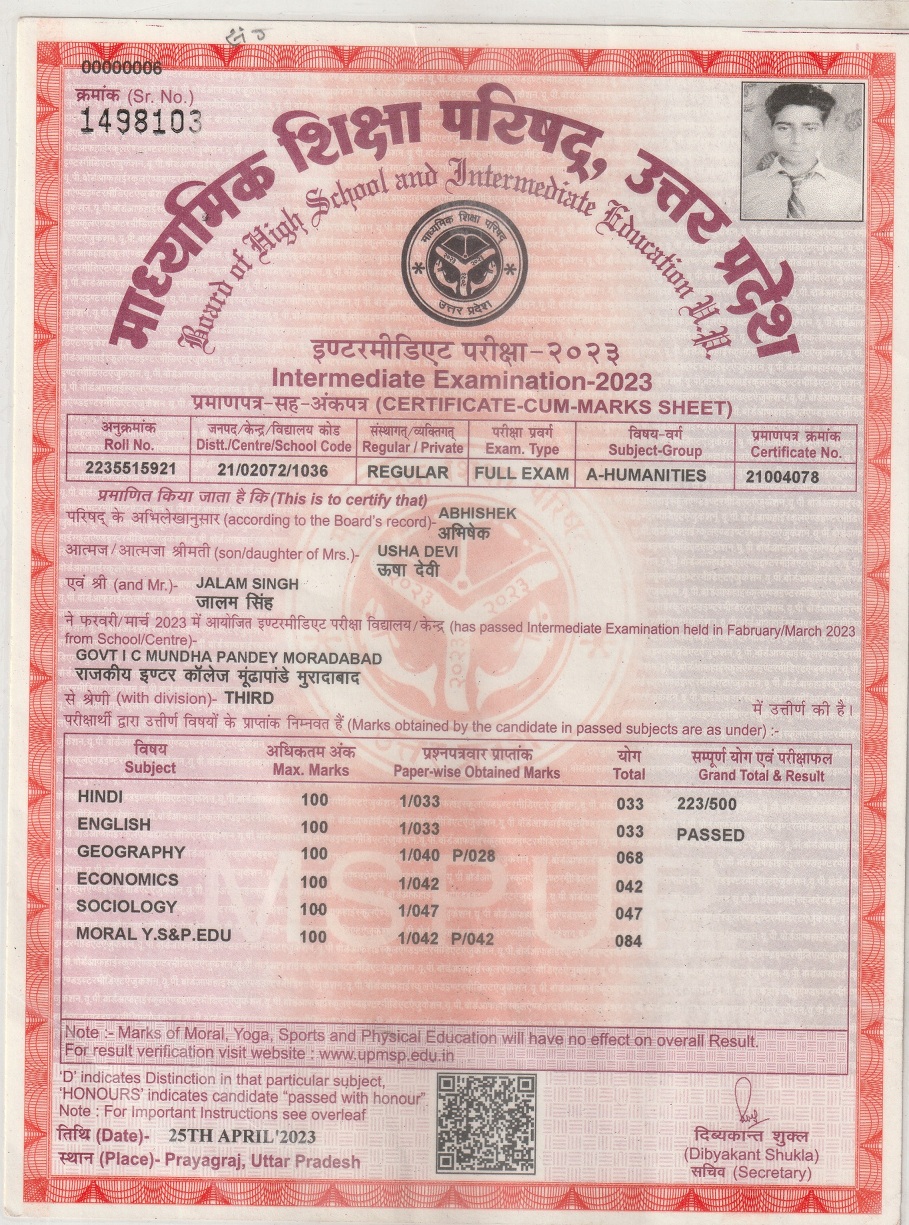 00000006
क्रमांक (Sr. No.)
1498103
माध्यमिक शिक्षा परिषद्, उत्तर प्रदेश
Board of High School and Intermediate Education U.P.
माध्यमिक शिक्षा परिषद्
उत्तर प्रदेश
इण्टरमीडिएट परीक्षा-२०२३
Intermediate Examination-2023
प्रमाणपत्र-सह-अंकपत्र (CERTIFICATE-CUM-MARKS SHEET)
अनुक्रमांक जनपद/केन्द्र/विद्यालय कोड संस्थागत/व्यक्तिगत् परीक्षा प्रवर्ग विषय-वर्ग प्रमाणपत्र क्रमांक
Roll No. Distt./Centre/School Code Regular / Private Exam. Type Subject-Group Certificate No.
2235515921 21/02072/1036 REGULAR FULL EXAM A-HUMANITIES 21004078
प्रमाणित किया जाता है कि (This is to certify that)
परिषद् के अभिलेखानुसार (according to the Board's record)- ABHISHEK
अभिषेक
आत्मज/आत्मजा श्रीमती (son/daughter of Mrs.)- USHA DEVI
ऊषा देवी
एवं श्री (and Mr.)- JALAM SINGH
जालम सिंह
ने फरवरी/मार्च 2023 में आयोजित इण्टरमीडिएट परीक्षा विद्यालय/केन्द्र (has passed Intermediate Examination held in Fabruary/March 2023
from School/Centre)-
GOVT I C MUNDHA PANDEY MORADABAD
राजकीय इण्टर कॉलेज मूंढापांडे मुरादाबाद
से श्रेणी (with division)- THIRD में उत्तीर्ण की है।
परीक्षार्थी द्वारा उत्तीर्ण विषयों के प्राप्तांक निम्नवत हैं (Marks obtained by the candidate in passed subjects are as under) :-
विषय अधिकतम अंक प्रश्नपत्रवार प्राप्तांक योग सम्पूर्ण योग एवं परीक्षाफल
Subject Max. Marks Paper-wise Obtained Marks Total Grand Total & Result
HINDI 100 1/033 033 223/500
ENGLISH 100 1/033 033 PASSED
GEOGRAPHY 100 1/040 P/028 068
ECONOMICS 100 1/042 042
SOCIOLOGY 100 1/047 047
MORAL Y.S&P.EDU 100 1/042 P/042 084
MSPUP
Note :- Marks of Moral, Yoga, Sports and Physical Education will have no effect on overall Result.
For result verification visit website : www.upmsp.edu.in
'D' indicates Distinction in that particular subject,
'HONOURS' indicates candidate "passed with honour"
Note : For Important Instructions see overleaf
तिथि (Date)- 25TH APRIL'2023
स्थान (Place)- Prayagraj, Uttar Pradesh
दिब्यकान्त शुक्ल
(Dibyakant Shukla)
सचिव (Secretary)